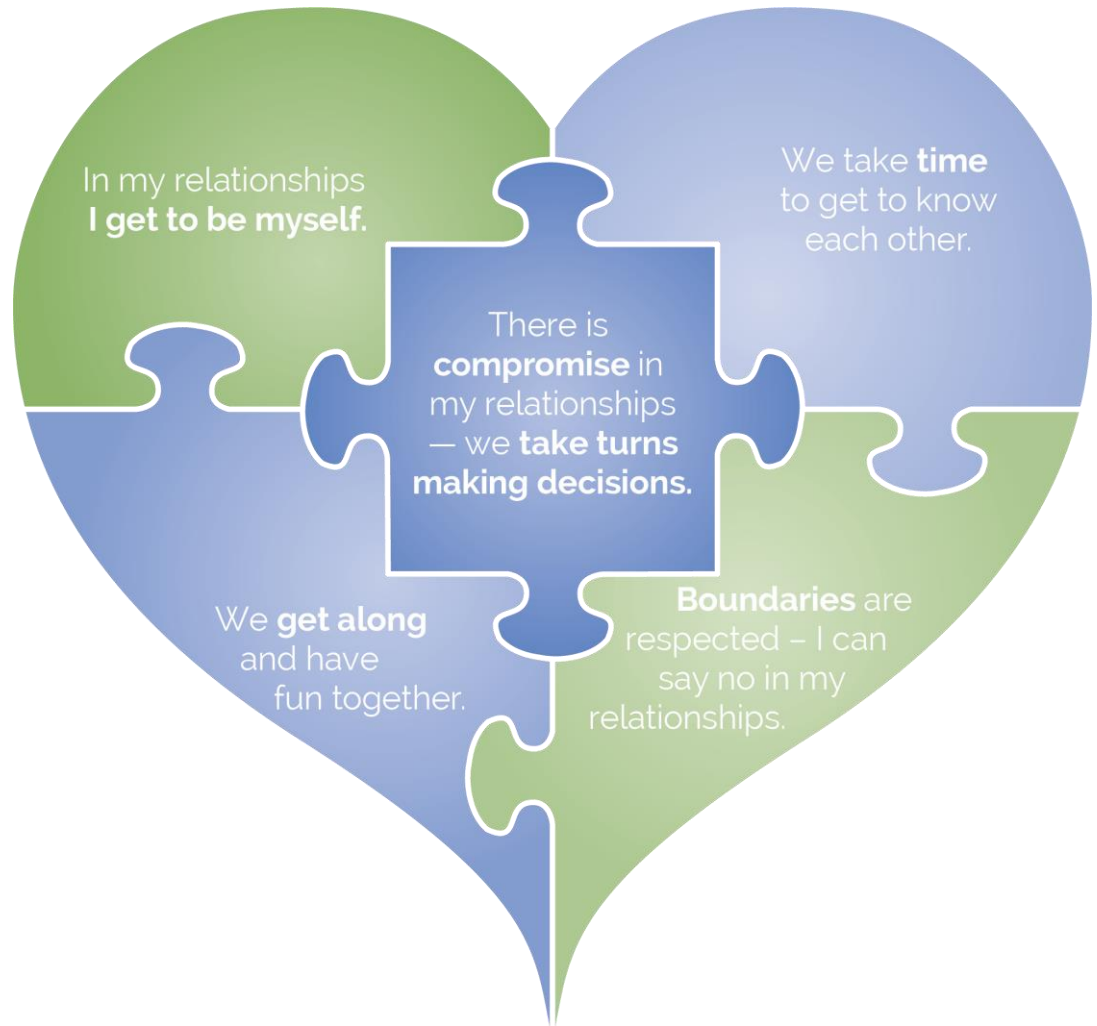 In my relationships
I get to be myself.
We take time
to get to know
each other.
There is
compromise in
my relationships
— we take turns
making decisions.
We get along
and have
fun together.
Boundaries are
respected – I can
say no in my
relationships.